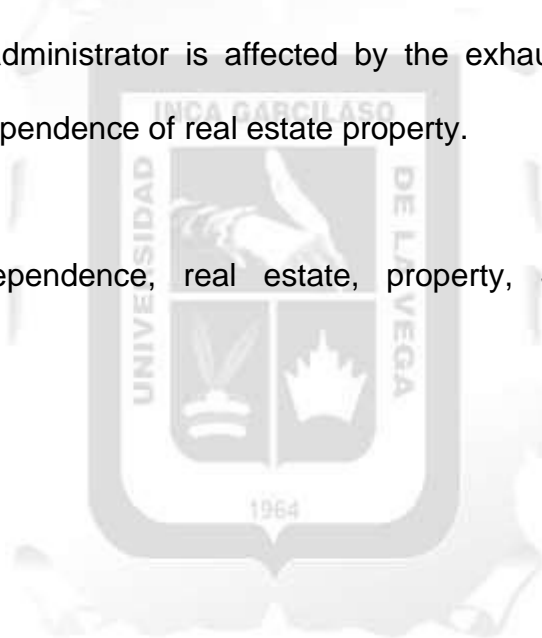 administrator is affected by the
INCA GARCILASO
pendence of real estate property.
UNIVERSIDAD
DE LA VEGA
ependence, real estate, property,
1964